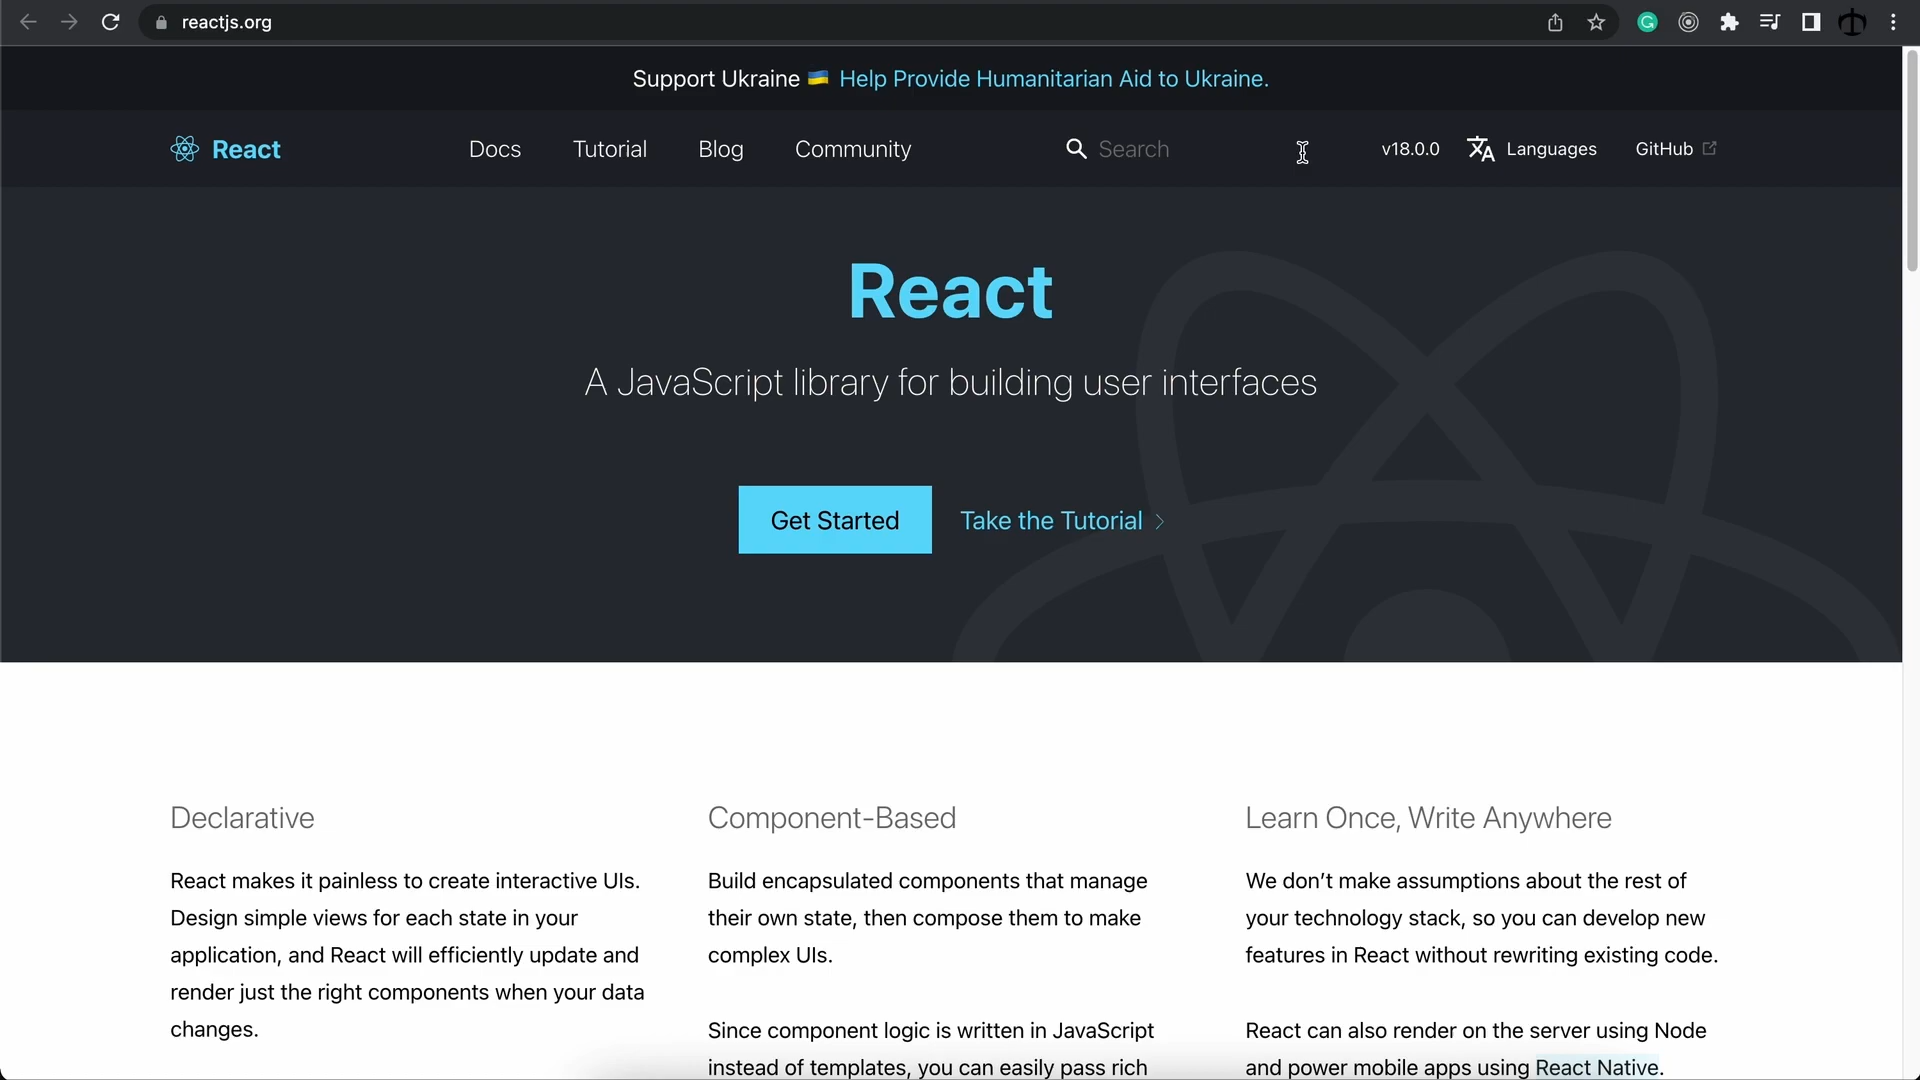 reactjs.org
Support Ukraine 🇺🇦 Help Provide Humanitarian Aid to Ukraine.
React Docs Tutorial Blog Community Search v18.0.0 Languages GitHub
React
A JavaScript library for building user interfaces
Get Started Take the Tutorial
Declarative
React makes it painless to create interactive UIs.
Design simple views for each state in your
application, and React will efficiently update and
render just the right components when your data
changes.
Component-Based
Build encapsulated components that manage
their own state, then compose them to make
complex UIs.
Since component logic is written in JavaScript
instead of templates, you can easily pass rich
Learn Once, Write Anywhere
We don’t make assumptions about the rest of
your technology stack, so you can develop new
features in React without rewriting existing code.
React can also render on the server using Node
and power mobile apps using React Native.